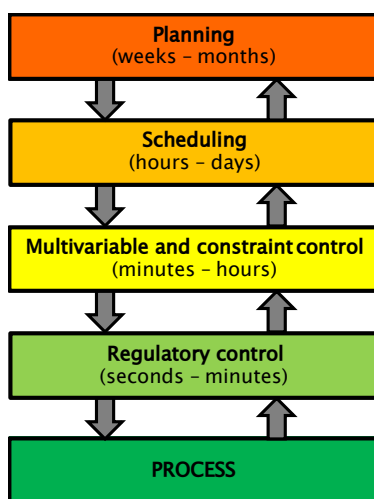 Planning
(weeks – months)
Scheduling
(hours – days)
Multivariable and constraint control
(minutes – hours)
Regulatory control
(seconds – minutes)
PROCESS